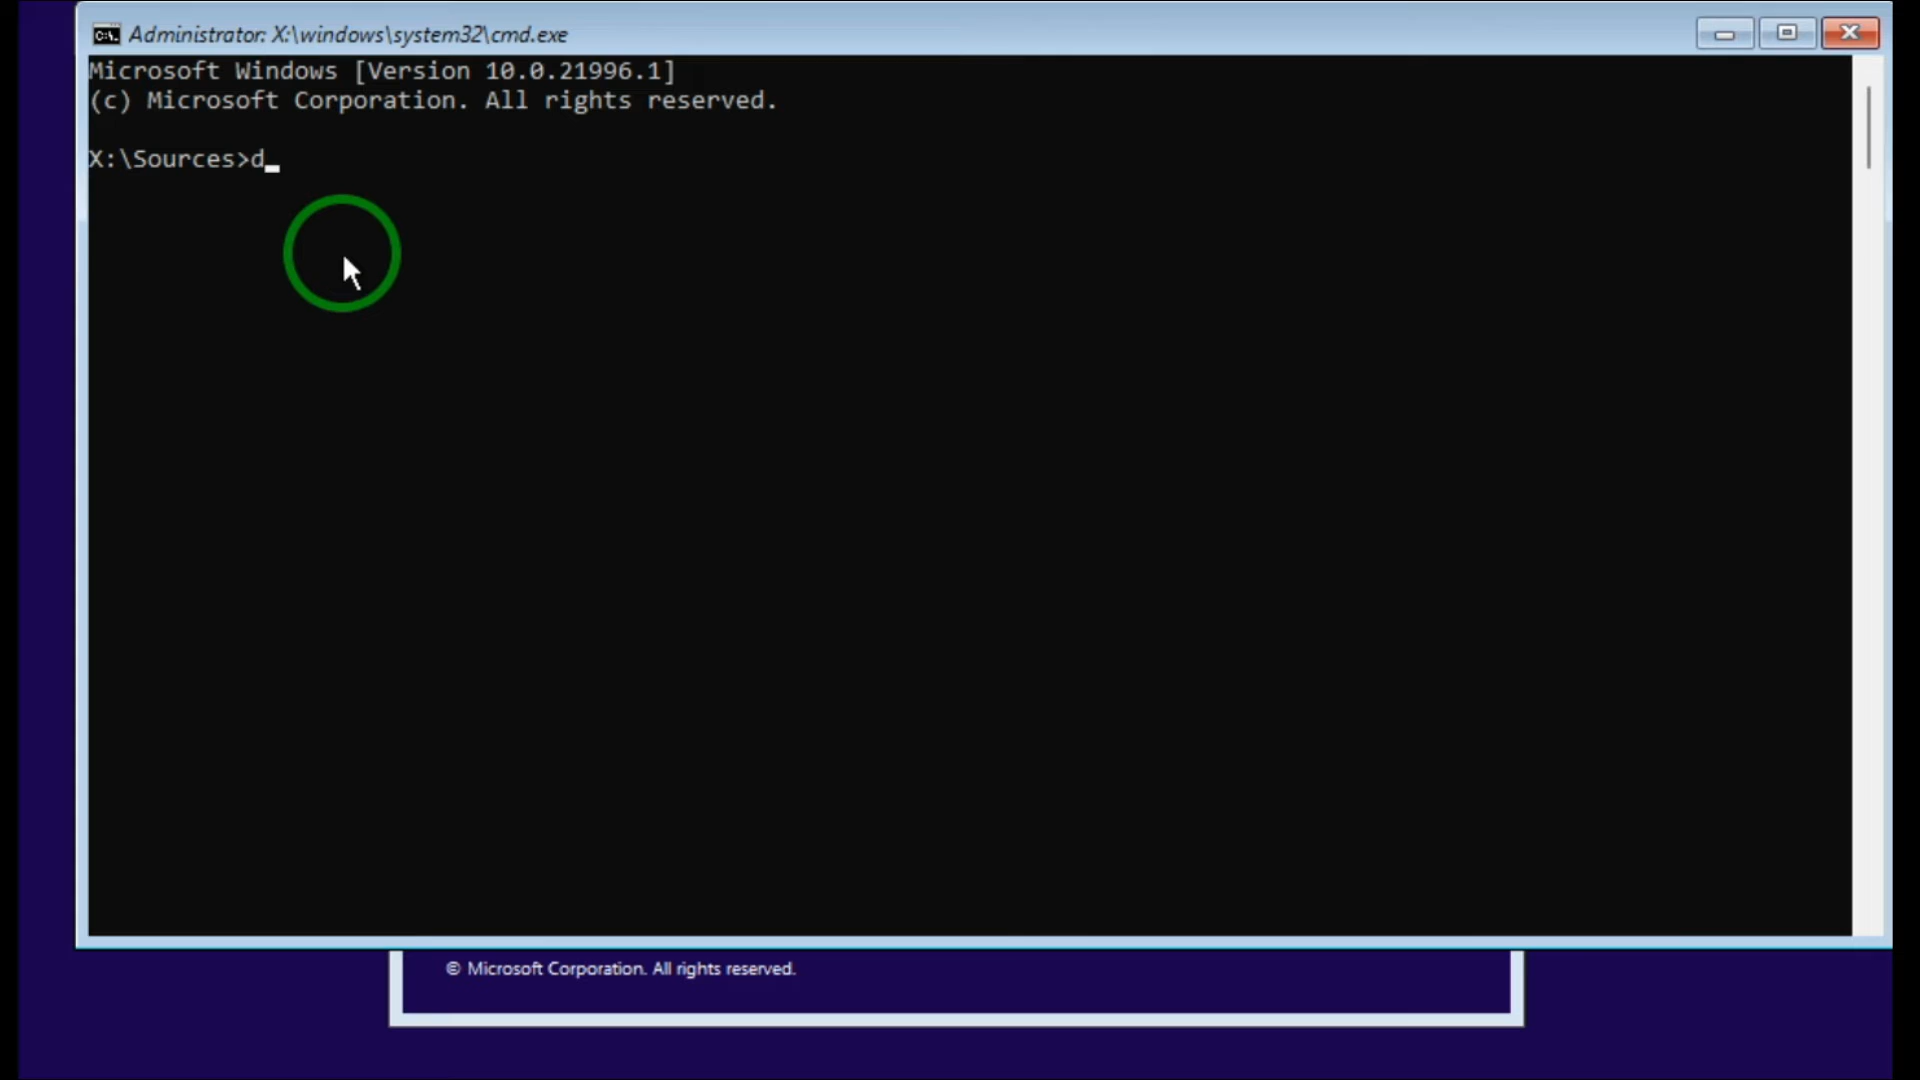 Administrator: X:\windows\system32\cmd.exe
Microsoft Windows [Version 10.0.21996.1]
(c) Microsoft Corporation. All rights reserved.
X:\Sources>d_
© Microsoft Corporation. All rights reserved.